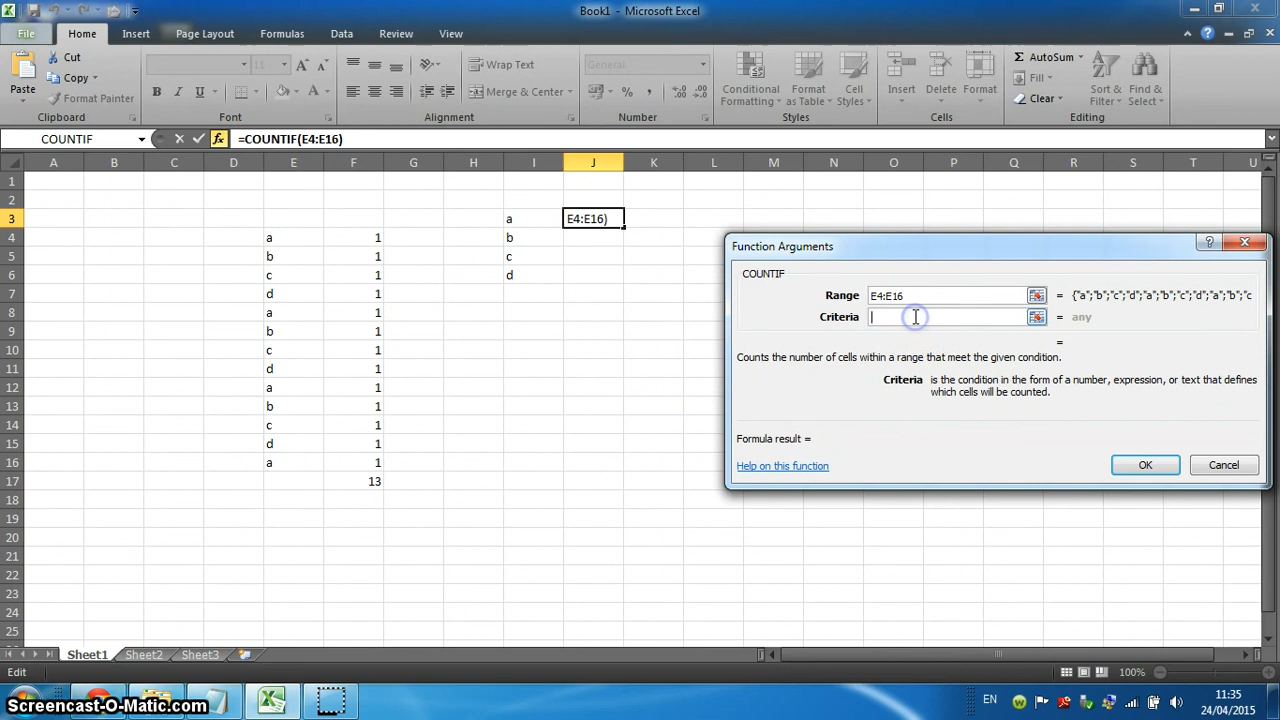 Book1 - Microsoft Excel
File Home Insert Page Layout Formulas Data Review View
Paste
Cut
Copy
Format Painter
Clipboard
11
Font
Wrap Text
Merge & Center
Alignment
General
Number
Conditional Formatting
Format as Table
Cell Styles
Styles
Insert
Delete
Format
Cells
AutoSum
Fill
Clear
Sort & Filter
Find & Select
Editing
COUNTIF =COUNTIF(E4:E16)
A B C D E F G H I J K L M N O P Q R S T U
1
2
3 a E4:E16)
4 a 1 b
5 b 1 c
6 c 1 d
7 d 1
8 a 1
9 b 1
10 c 1
11 d 1
12 a 1
13 b 1
14 c 1
15 d 1
16 a 1
17 13
18
19
20
21
22
23
24
25
Function Arguments
COUNTIF
Range E4:E16 = {"a";"b";"c";"d";"a";"b";"c";"d";"a";"b";"c
Criteria = any
=
Counts the number of cells within a range that meet the given condition.
Criteria is the condition in the form of a number, expression, or text that defines
which cells will be counted.
Formula result =
Help on this function
OK Cancel
Sheet1 Sheet2 Sheet3
Edit 100%
Screencast-O-Matic.com
EN
11:35
24/04/2015